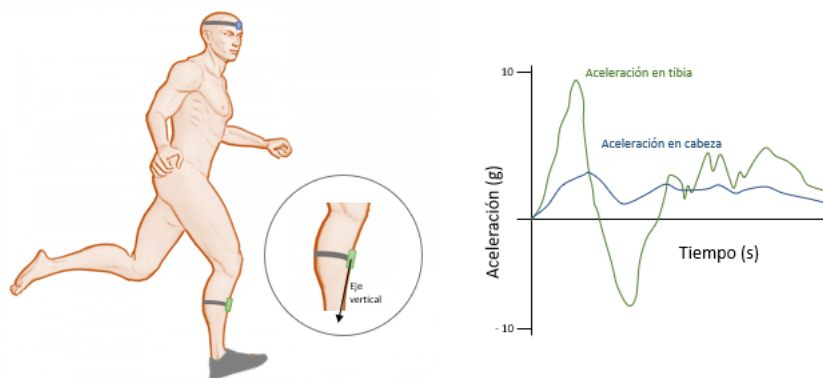 Eje
vertical
10
Aceleración en tibia
Aceleración en cabeza
Aceleración (g)
Tiempo (s)
- 10